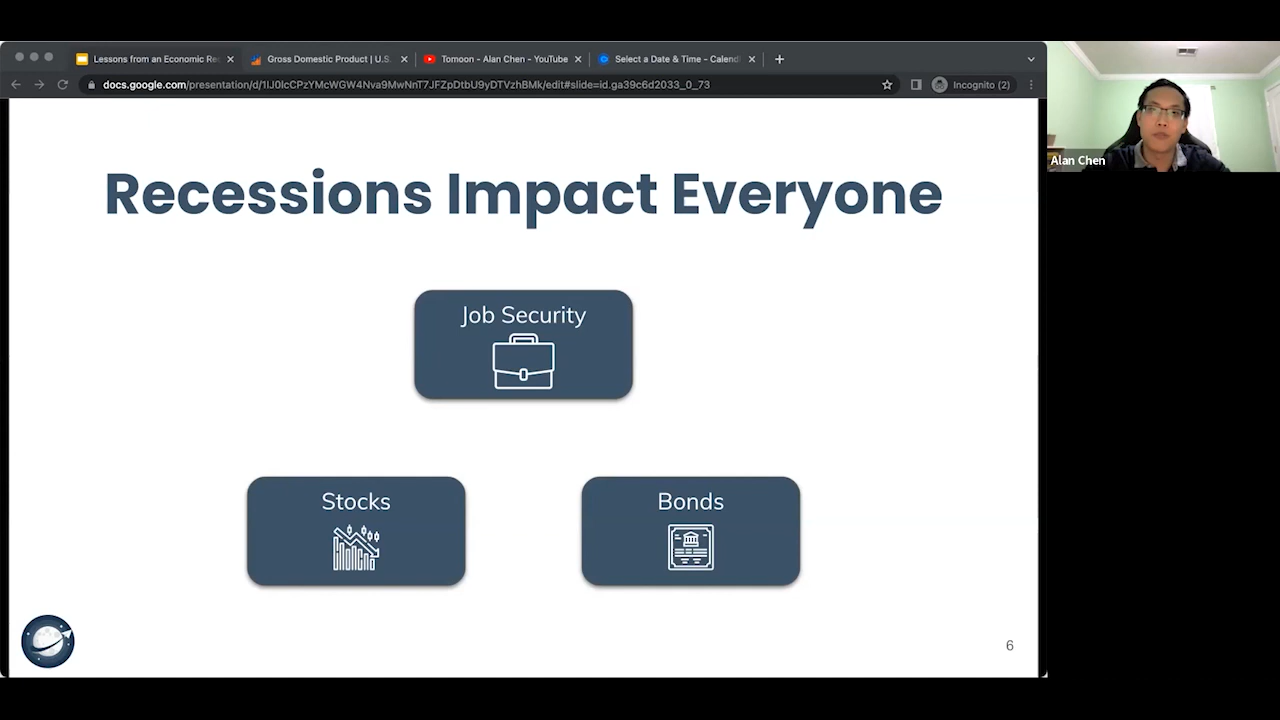 Lessons from an Economic Re
Gross Domestic Product | U.S.
Tomoon - Alan Chen - YouTube
Select a Date & Time - Calend
docs.google.com/presentation/d/1lJ0lcCPzYMcWGW4Nva9MwNnT7JFZpDtbU9yDTVzhBMk/edit#slide=id.ga39c6d2033_0_73
Incognito (2)
Alan Chen
Recessions Impact Everyone
Job Security
Stocks
Bonds
6